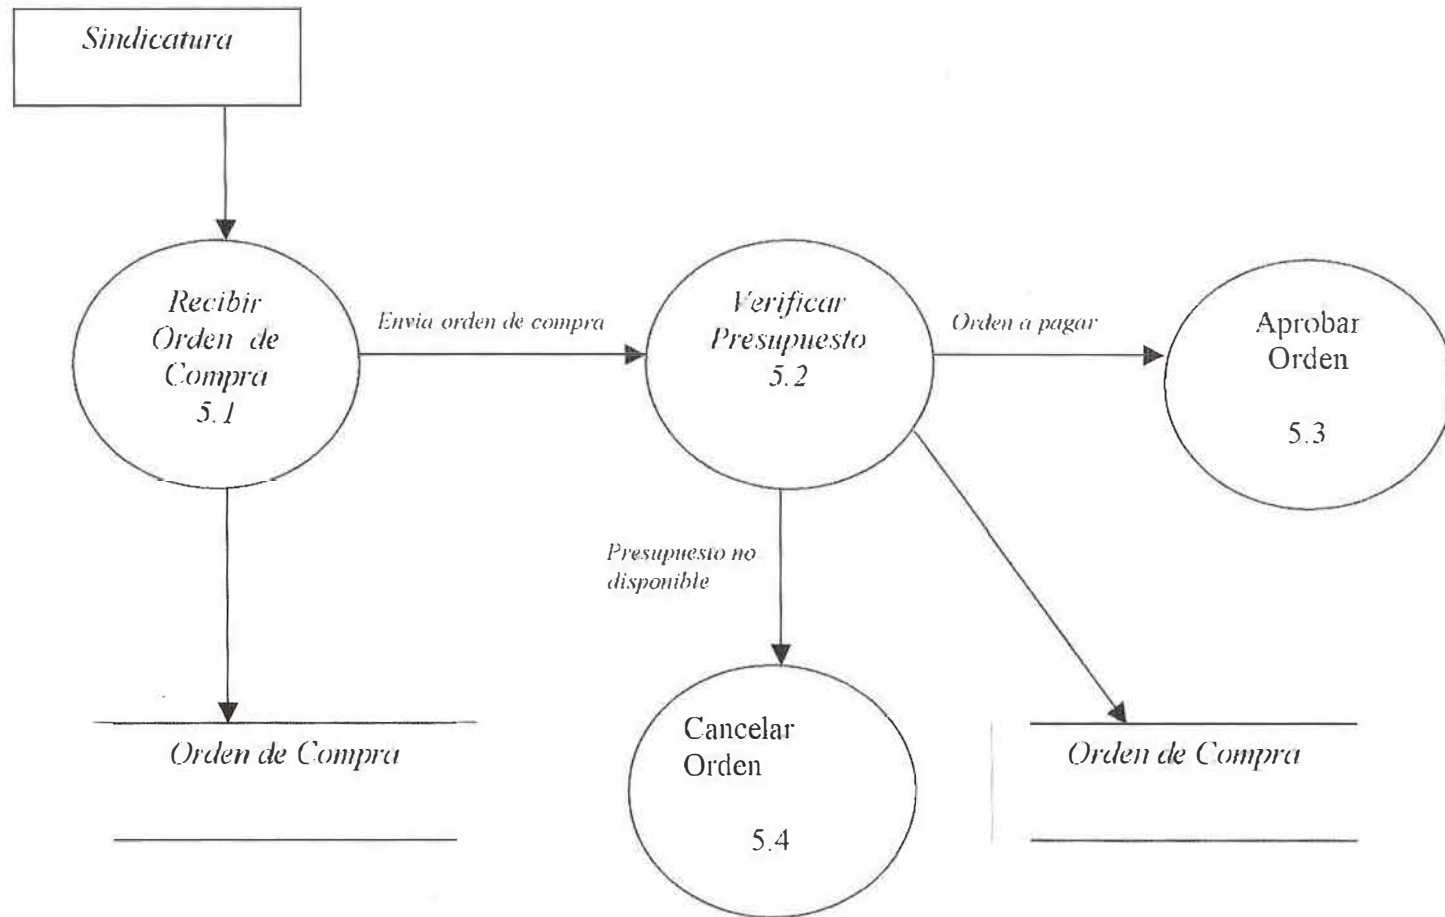 Sindicatura
Recibir
Orden de
Compra
5.1
Envia orden de compra
Verificar
Presupuesto
5.2
Orden a pagar
Aprobar
Orden
5.3
Presupuesto no
disponible
Orden de Compra
Cancelar
Orden
5.4
Orden de Compra